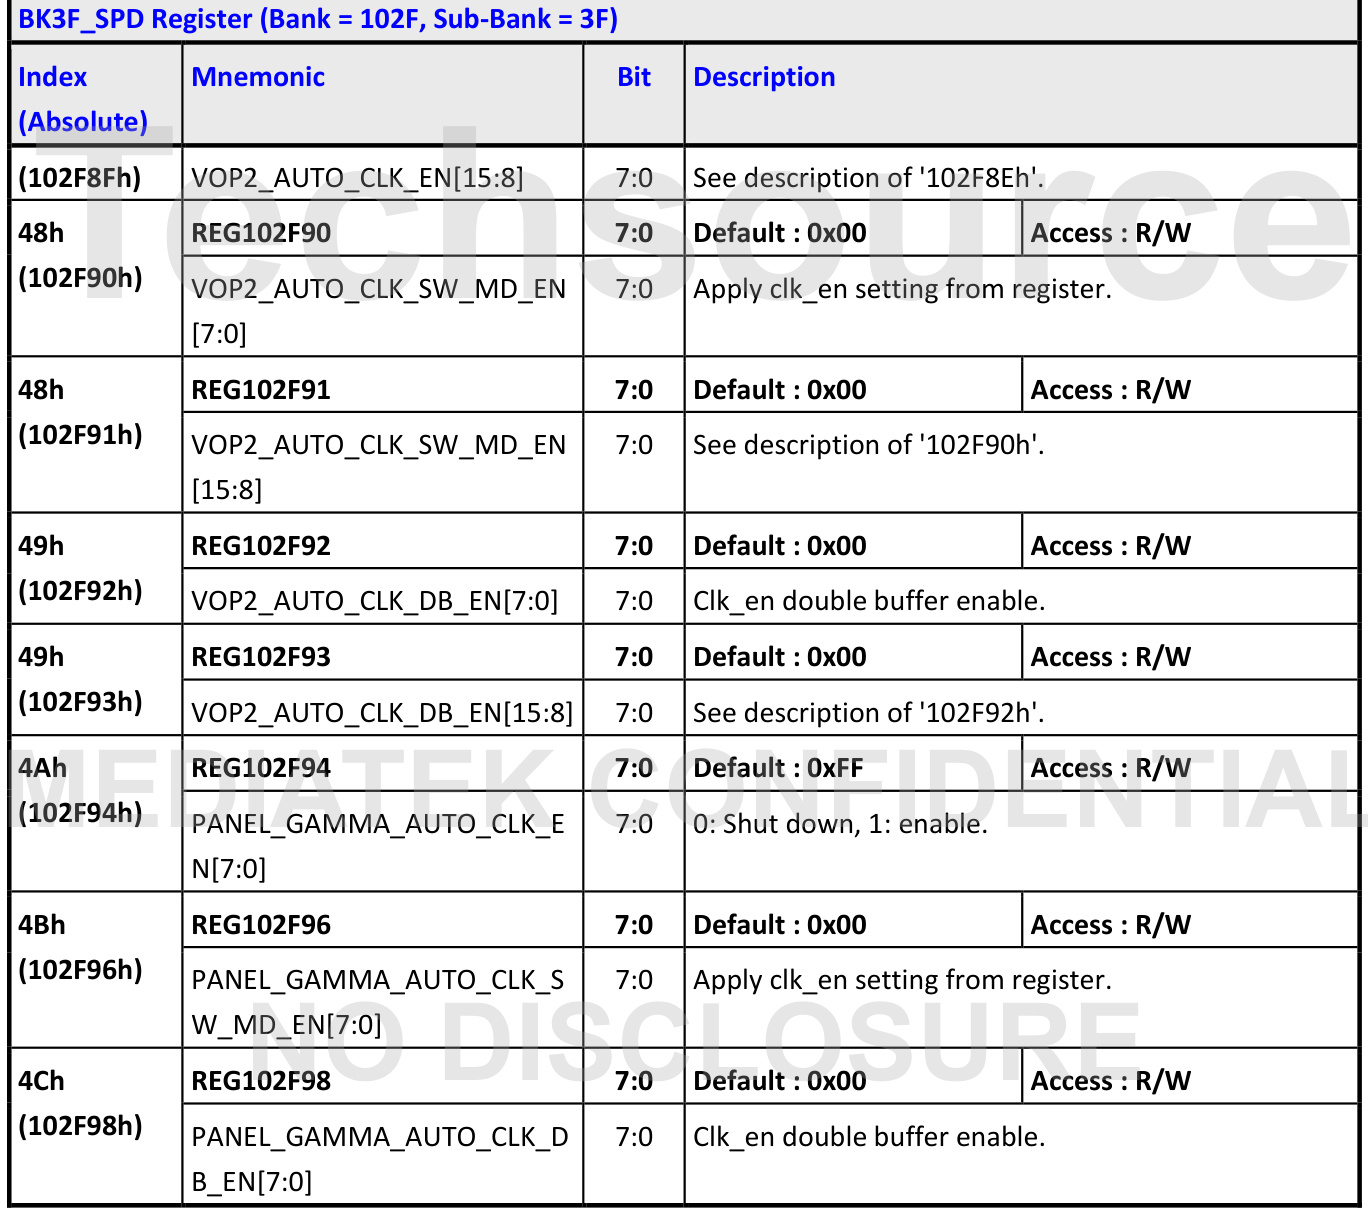 BK3F_SPD Register (Bank = 102F, Sub-Bank = 3F)
Index Mnemonic Bit Description
(Absolute)
(102F8Fh) VOP2_AUTO_CLK_EN[15:8] 7:0 See description of '102F8Eh'.
48h REG102F90 7:0 Default : 0x00 Access : R/W
(102F90h) VOP2_AUTO_CLK_SW_MD_EN 7:0 Apply clk_en setting from register.
[7:0]
48h REG102F91 7:0 Default : 0x00 Access : R/W
(102F91h) VOP2_AUTO_CLK_SW_MD_EN 7:0 See description of '102F90h'.
[15:8]
49h REG102F92 7:0 Default : 0x00 Access : R/W
(102F92h) VOP2_AUTO_CLK_DB_EN[7:0] 7:0 Clk_en double buffer enable.
49h REG102F93 7:0 Default : 0x00 Access : R/W
(102F93h) VOP2_AUTO_CLK_DB_EN[15:8] 7:0 See description of '102F92h'.
4Ah REG102F94 7:0 Default : 0xFF Access : R/W
(102F94h) PANEL_GAMMA_AUTO_CLK_E 7:0 0: Shut down, 1: enable.
N[7:0]
4Bh REG102F96 7:0 Default : 0x00 Access : R/W
(102F96h) PANEL_GAMMA_AUTO_CLK_S 7:0 Apply clk_en setting from register.
W_MD_EN[7:0]
4Ch REG102F98 7:0 Default : 0x00 Access : R/W
(102F98h) PANEL_GAMMA_AUTO_CLK_D 7:0 Clk_en double buffer enable.
B_EN[7:0]
Techsource
MEDIATEK CONFIDENTIAL
NO DISCLOSURE